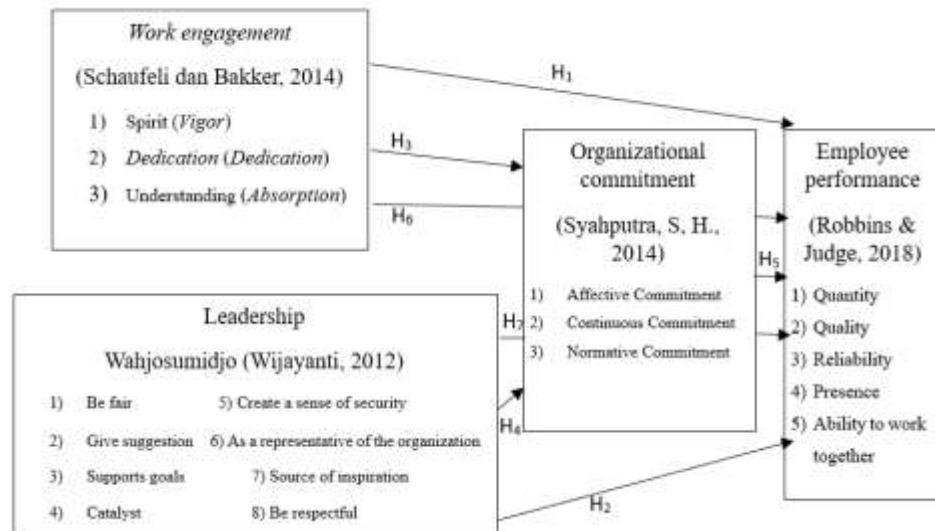 Work engagement
(Schaufeli dan Bakker, 2014)
1) Spirit (Vigor)
2) Dedication (Dedication)
3) Understanding (Absorption)
H1
H3
H6
Organizational
commitment
(Syahputra, S, H.,
2014)
1) Affective Commitment
2) Continuous Commitment
3) Normative Commitment
Employee
performance
(Robbins &
Judge, 2018)
1) Quantity
2) Quality
3) Reliability
4) Presence
5) Ability to work
together
H5
H7
H4
H2
Leadership
Wahjosumidjo (Wijayanti, 2012)
1) Be fair 5) Create a sense of security
2) Give suggestion 6) As a representative of the organization
3) Supports goals 7) Source of inspiration
4) Catalyst 8) Be respectful